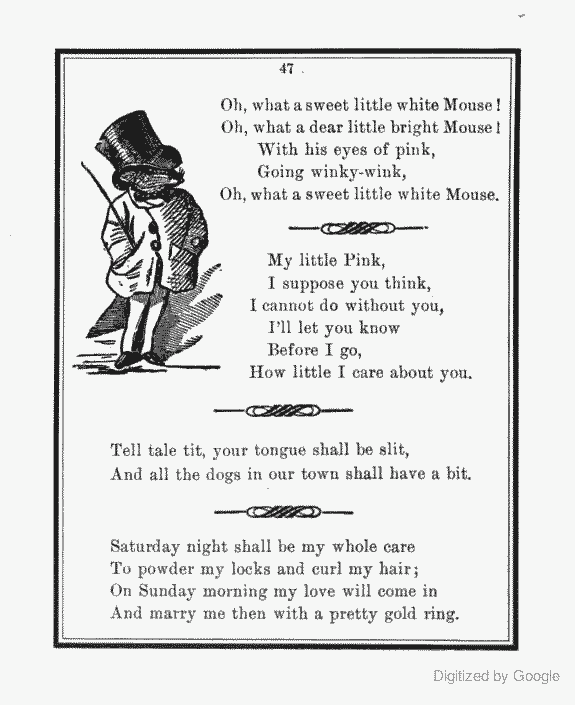 47
Oh, what a sweet little white Mouse!
Oh, what a dear little bright Mouse!
With his eyes of pink,
Going winky-wink,
Oh, what a sweet little white Mouse.
My little Pink,
I suppose you think,
I cannot do without you,
I'll let you know
Before I go,
How little I care about you.
Tell tale tit, your tongue shall be slit,
And all the dogs in our town shall have a bit.
Saturday night shall be my whole care
To powder my locks and curl my hair;
On Sunday morning my love will come in
And marry me then with a pretty gold ring.
Digitized by Google